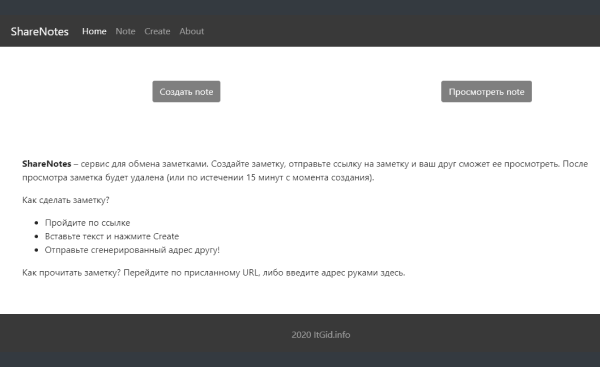 ShareNotes Home Note Create About
Создать note Просмотреть note
ShareNotes – сервис для обмена заметками. Создайте заметку, отправьте ссылку на заметку и ваш друг сможет ее просмотреть. После
просмотра заметка будет удалена (или по истечении 15 минут с момента создания).
Как сделать заметку?
• Пройдите по ссылке
• Вставьте текст и нажмите Create
• Отправьте сгенерированный адрес другу!
Как прочитать заметку? Перейдите по присланному URL, либо введите адрес руками здесь.
2020 ItGid.info